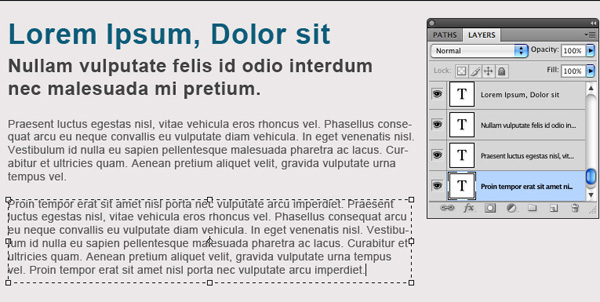 Lorem Ipsum, Dolor sit
Nullam vulputate felis id odio interdum
nec malesuada mi pretium.
Praesent luctus egestas nisl, vitae vehicula eros rhoncus vel. Phasellus conse-
quat arcu eu neque convallis eu vulputate diam vehicula. In eget venenatis nisl.
Vestibulum id nulla eu sapien pellentesque malesuada pharetra ac lacus. Cur-
abitur et ultricies quam. Aenean pretium aliquet velit, gravida vulputate urna
tempus vel.
Proin tempor erat sit amet nisl porta nec vulputate arcu imperdiet. Praesent
luctus egestas nisl, vitae vehicula eros rhoncus vel. Phasellus consequat arcu
eu neque convallis eu vulputate diam vehicula. In eget venenatis nisl. Vestibu-
lum id nulla eu sapien pellentesque malesuada pharetra ac lacus. Curabitur et
ultricies quam. Aenean pretium aliquet velit, gravida vulputate urna tempus
vel. Proin tempor erat sit amet nisl porta nec vulputate arcu imperdiet.
PATHS LAYERS
Normal Opacity: 100%
Lock: Fill: 100%
T Lorem Ipsum, Dolor sit
T Nullam vulputate felis id odio in...
T Praesent luctus egestas nisl, vit...
T Proin tempor erat sit amet ni...
fx